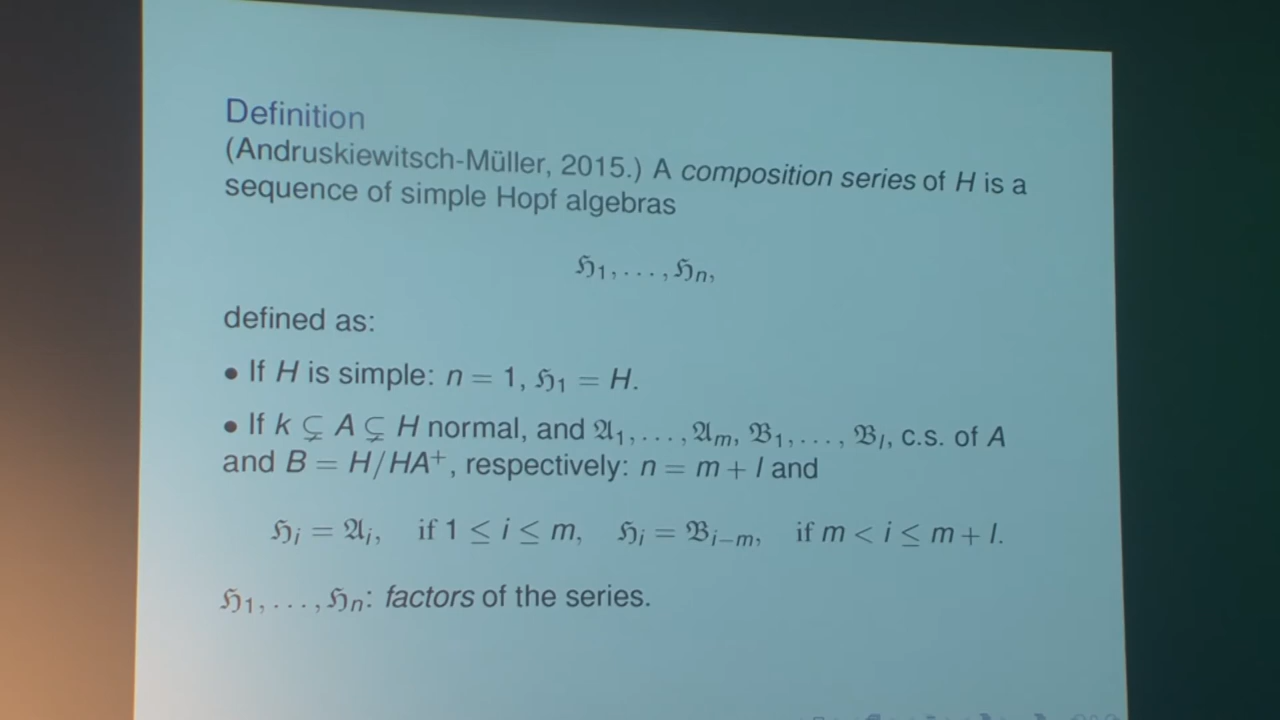 Definition
(Andruskiewitsch-Müller, 2015.) A composition series of H is a
sequence of simple Hopf algebras
ℌ₁, . . . , ℌₙ,
defined as:
• If H is simple: n = 1, ℌ₁ = H.
• If k ⊊ A ⊊ H normal, and 𝔄₁, . . . , 𝔄ₘ, 𝔅₁, . . . , 𝔅ₗ, c.s. of A
and B = H/HA⁺, respectively: n = m + l and
ℌᵢ = 𝔄ᵢ, if 1 ≤ i ≤ m, ℌᵢ = 𝔅ᵢ₋ₘ, if m < i ≤ m + l.
ℌ₁, . . . , ℌₙ: factors of the series.